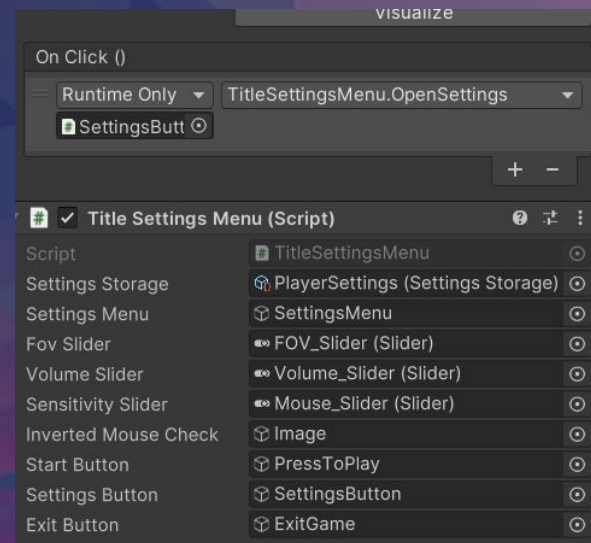 Visualize
On Click ()
Runtime Only TitleSettingsMenu.OpenSettings
SettingsButt
+ −
# Title Settings Menu (Script)
Script # TitleSettingsMenu
Settings Storage PlayerSettings (Settings Storage)
Settings Menu SettingsMenu
Fov Slider FOV_Slider (Slider)
Volume Slider Volume_Slider (Slider)
Sensitivity Slider Mouse_Slider (Slider)
Inverted Mouse Check Image
Start Button PressToPlay
Settings Button SettingsButton
Exit Button ExitGame